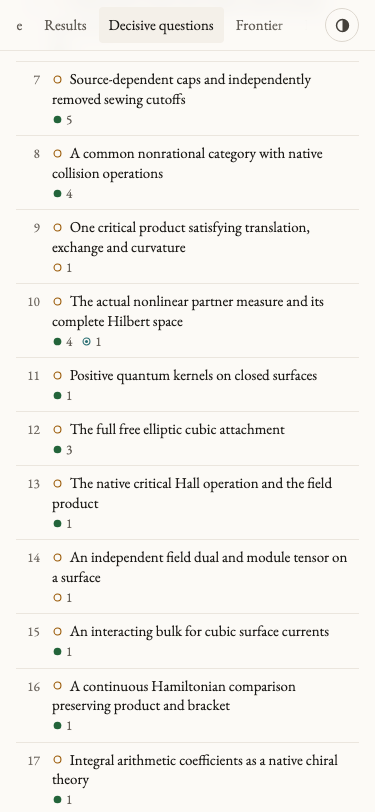 e Results Decisive questions Frontier
7 Source-dependent caps and independently
removed sewing cutoffs
5
8 A common nonrational category with native
collision operations
4
9 One critical product satisfying translation,
exchange and curvature
1
10 The actual nonlinear partner measure and its
complete Hilbert space
4 1
11 Positive quantum kernels on closed surfaces
1
12 The full free elliptic cubic attachment
3
13 The native critical Hall operation and the field
product
1
14 An independent field dual and module tensor on
a surface
1
15 An interacting bulk for cubic surface currents
1
16 A continuous Hamiltonian comparison
preserving product and bracket
1
17 Integral arithmetic coefficients as a native chiral
theory
1